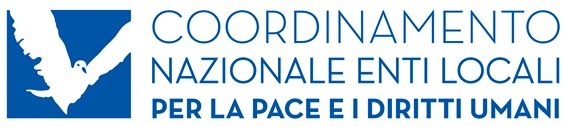 COORDINAMENTO
NAZIONALE ENTI LOCALI
PER LA PACE E I DIRITTI UMANI